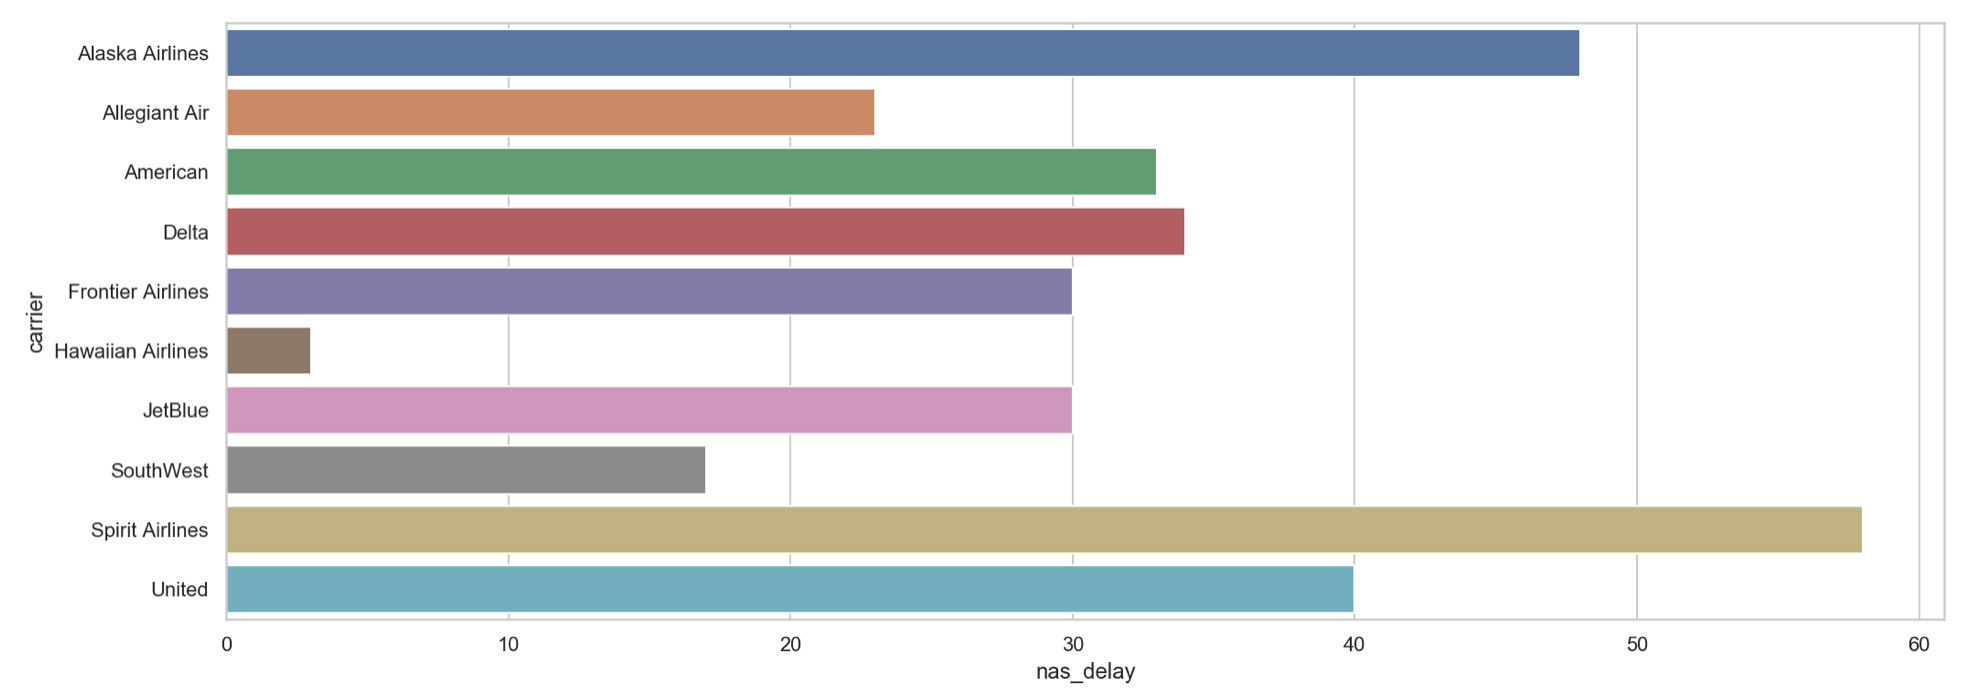 Alaska Airlines
Allegiant Air
American
Delta
Frontier Airlines
Hawaiian Airlines
JetBlue
SouthWest
Spirit Airlines
United
carrier
0 10 20 30 40 50 60
nas_delay